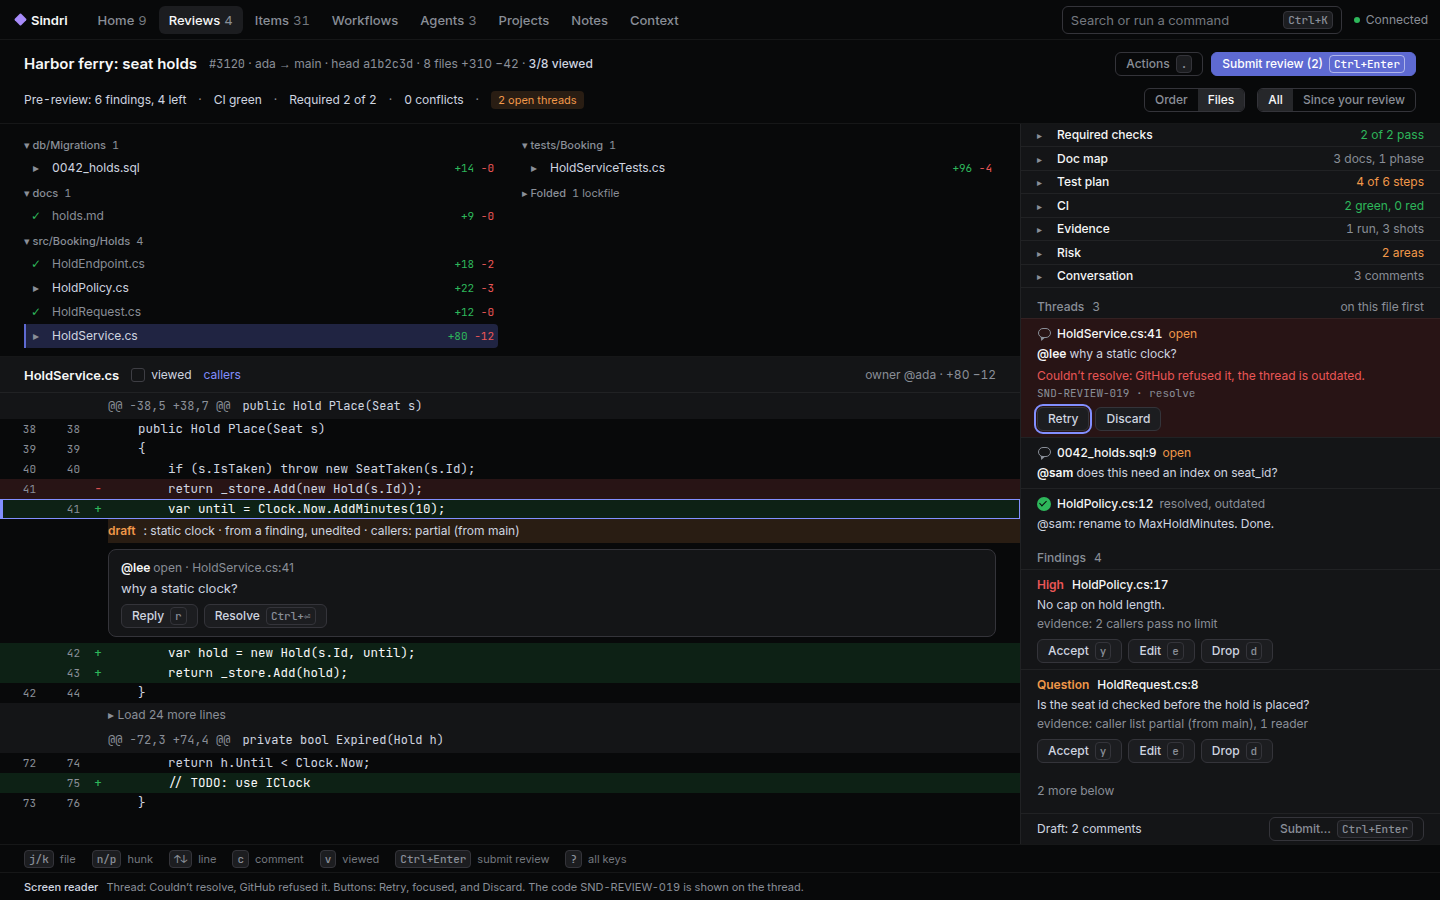 Sindri Home 9 Reviews 4 Items 31 Workflows Agents 3 Projects Notes Context Search or run a command Ctrl+K Connected
Harbor ferry: seat holds #3120 · ada → main · head a1b2c3d · 8 files +310 −42 · 3/8 viewed Actions . Submit review (2) Ctrl+Enter
Pre-review: 6 findings, 4 left · CI green · Required 2 of 2 · 0 conflicts · 2 open threads Order Files All Since your review
▾ db/Migrations 1
▸ 0042_holds.sql +14 -0
▾ docs 1
✓ holds.md +9 -0
▾ src/Booking/Holds 4
✓ HoldEndpoint.cs +18 -2
▸ HoldPolicy.cs +22 -3
✓ HoldRequest.cs +12 -0
▸ HoldService.cs +80 -12
▾ tests/Booking 1
▸ HoldServiceTests.cs +96 -4
▸ Folded 1 lockfile
HoldService.cs viewed callers owner @ada · +80 −12
@@ -38,5 +38,7 @@ public Hold Place(Seat s)
38 38 public Hold Place(Seat s)
39 39 {
40 40 if (s.IsTaken) throw new SeatTaken(s.Id);
41 - return _store.Add(new Hold(s.Id));
41 + var until = Clock.Now.AddMinutes(10);
draft : static clock · from a finding, unedited · callers: partial (from main)
@lee open · HoldService.cs:41
why a static clock?
Reply r Resolve Ctrl+⏎
42 + var hold = new Hold(s.Id, until);
43 + return _store.Add(hold);
42 44 }
▸ Load 24 more lines
@@ -72,3 +74,4 @@ private bool Expired(Hold h)
72 74 return h.Until < Clock.Now;
75 + // TODO: use IClock
73 76 }
▸ Required checks 2 of 2 pass
▸ Doc map 3 docs, 1 phase
▸ Test plan 4 of 6 steps
▸ CI 2 green, 0 red
▸ Evidence 1 run, 3 shots
▸ Risk 2 areas
▸ Conversation 3 comments
Threads 3 on this file first
HoldService.cs:41 open
@lee why a static clock?
Couldn't resolve: GitHub refused it, the thread is outdated.
SND-REVIEW-019 · resolve
Retry Discard
0042_holds.sql:9 open
@sam does this need an index on seat_id?
HoldPolicy.cs:12 resolved, outdated
@sam: rename to MaxHoldMinutes. Done.
Findings 4
High HoldPolicy.cs:17
No cap on hold length.
evidence: 2 callers pass no limit
Accept y Edit e Drop d
Question HoldRequest.cs:8
Is the seat id checked before the hold is placed?
evidence: caller list partial (from main), 1 reader
Accept y Edit e Drop d
2 more below
Draft: 2 comments Submit... Ctrl+Enter
j/k file n/p hunk ↑↓ line c comment v viewed Ctrl+Enter submit review ? all keys
Screen reader Thread: Couldn't resolve, GitHub refused it. Buttons: Retry, focused, and Discard. The code SND-REVIEW-019 is shown on the thread.